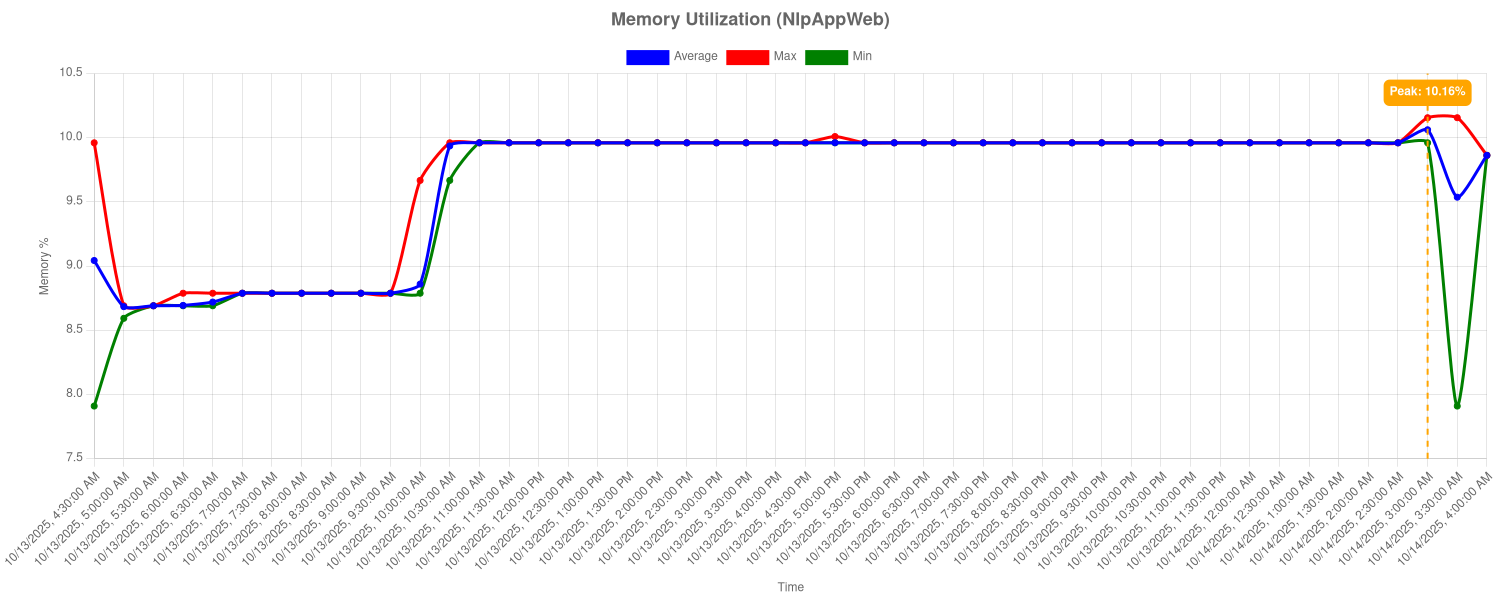 Memory Utilization (NlpAppWeb)
Average Max Min
10.5
Peak: 10.16%
10.0
9.5
9.0
8.5
8.0
7.5
Memory %
10/13/2025, 4:30:00 AM
10/13/2025, 5:00:00 AM
10/13/2025, 5:30:00 AM
10/13/2025, 6:00:00 AM
10/13/2025, 6:30:00 AM
10/13/2025, 7:00:00 AM
10/13/2025, 7:30:00 AM
10/13/2025, 8:00:00 AM
10/13/2025, 8:30:00 AM
10/13/2025, 9:00:00 AM
10/13/2025, 9:30:00 AM
10/13/2025, 10:00:00 AM
10/13/2025, 10:30:00 AM
10/13/2025, 11:00:00 AM
10/13/2025, 11:30:00 AM
10/13/2025, 12:00:00 PM
10/13/2025, 12:30:00 PM
10/13/2025, 1:00:00 PM
10/13/2025, 1:30:00 PM
10/13/2025, 2:00:00 PM
10/13/2025, 2:30:00 PM
10/13/2025, 3:00:00 PM
10/13/2025, 3:30:00 PM
10/13/2025, 4:00:00 PM
10/13/2025, 4:30:00 PM
10/13/2025, 5:00:00 PM
10/13/2025, 5:30:00 PM
10/13/2025, 6:00:00 PM
10/13/2025, 6:30:00 PM
10/13/2025, 7:00:00 PM
10/13/2025, 7:30:00 PM
10/13/2025, 8:00:00 PM
10/13/2025, 8:30:00 PM
10/13/2025, 9:00:00 PM
10/13/2025, 9:30:00 PM
10/13/2025, 10:00:00 PM
10/13/2025, 10:30:00 PM
10/13/2025, 11:00:00 PM
10/13/2025, 11:30:00 PM
10/14/2025, 12:00:00 AM
10/14/2025, 12:30:00 AM
10/14/2025, 1:00:00 AM
10/14/2025, 1:30:00 AM
10/14/2025, 2:00:00 AM
10/14/2025, 2:30:00 AM
10/14/2025, 3:00:00 AM
10/14/2025, 3:30:00 AM
10/14/2025, 4:00:00 AM
Time